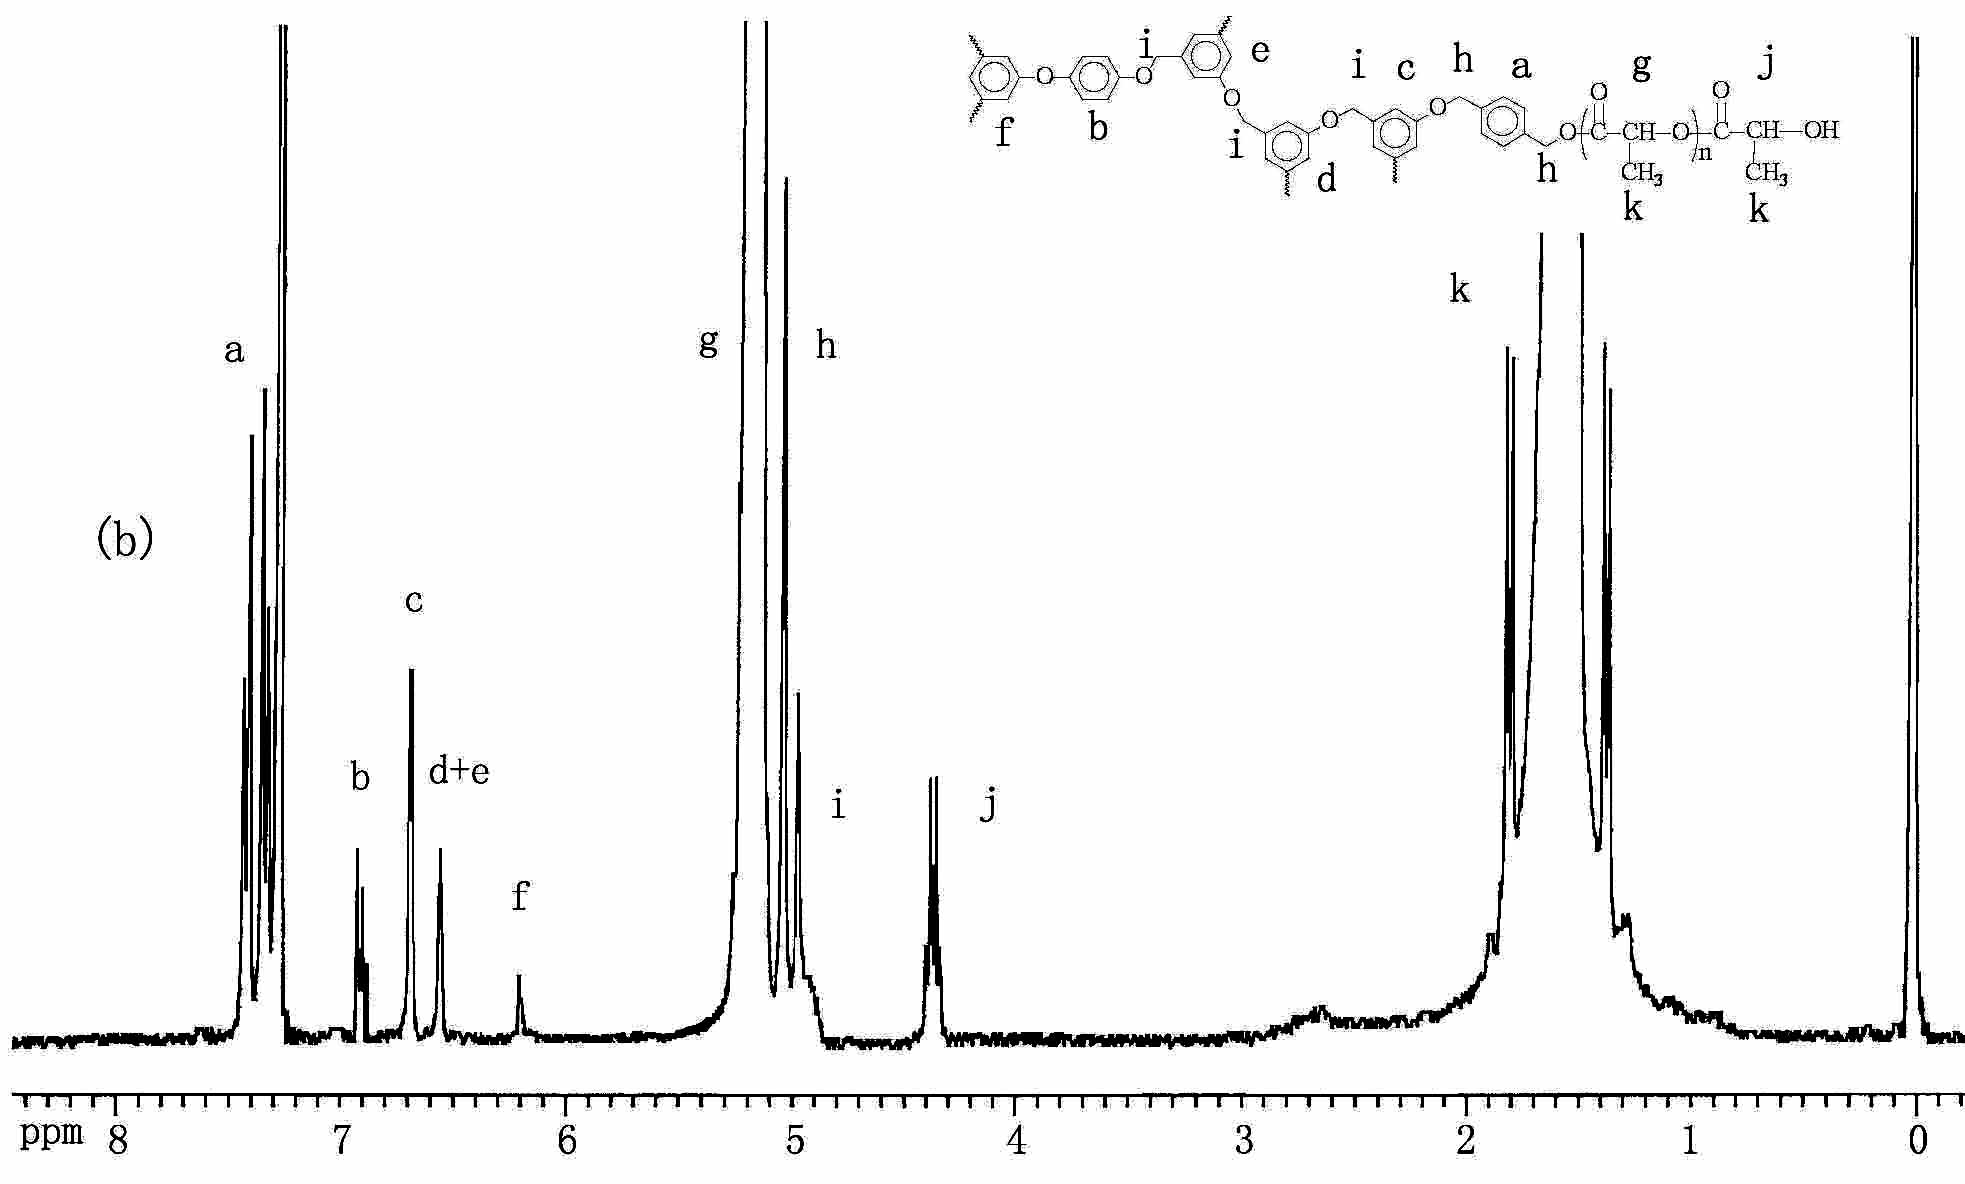 i e i c h a g j
O O O O O O O
f b O O O C CH O C CH OH
i d h CH₃ n CH₃
k k
k
a g h
(b)
c
b d+e i j
f
ppm 8 7 6 5 4 3 2 1 0